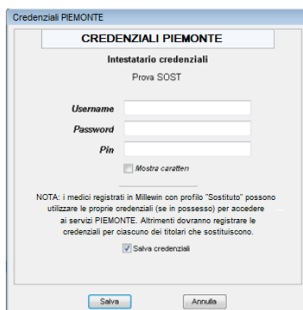 Credenziali PIEMONTE
CREDENZIALI PIEMONTE
Intestatario credenziali
Prova SOST
Username
Password
Pin
Mostra caratteri
NOTA: i medici registrati in Millewin con profilo "Sostituto" possono
utilizzare le proprie credenziali (se in possesso) per accedere
ai servizi PIEMONTE. Altrimenti dovranno registrare le
credenziali per ciascuno dei titolari che sostituiscono.
Salva credenziali
Salva
Annulla